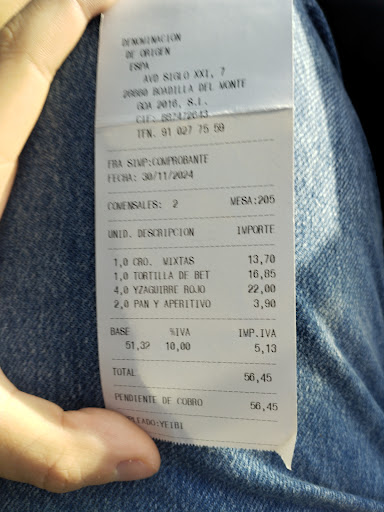 DENOMINACION
DE ORIGEN
ESPA
AVD SIGLO XXI, 7
28660 BOADILLA DEL MONTE
GOA 2016, S.L.
CIF: B87472643
TFN. 91 027 75 59
FRA SIMP:COMPROBANTE
FECHA: 30/11/2024
COMENSALES: 2 MESA:205
UNID. DESCRIPCION IMPORTE
1,0 CRO. MIXTAS 13,70
1,0 TORTILLA DE BET 16,85
4,0 YZAGUIRRE ROJO 22,00
2,0 PAN Y APERITIVO 3,90
BASE %IVA IMP.IVA
51,32 10,00 5,13
TOTAL 56,45
PENDIENTE DE COBRO 56,45
PLEADO:YEIBI